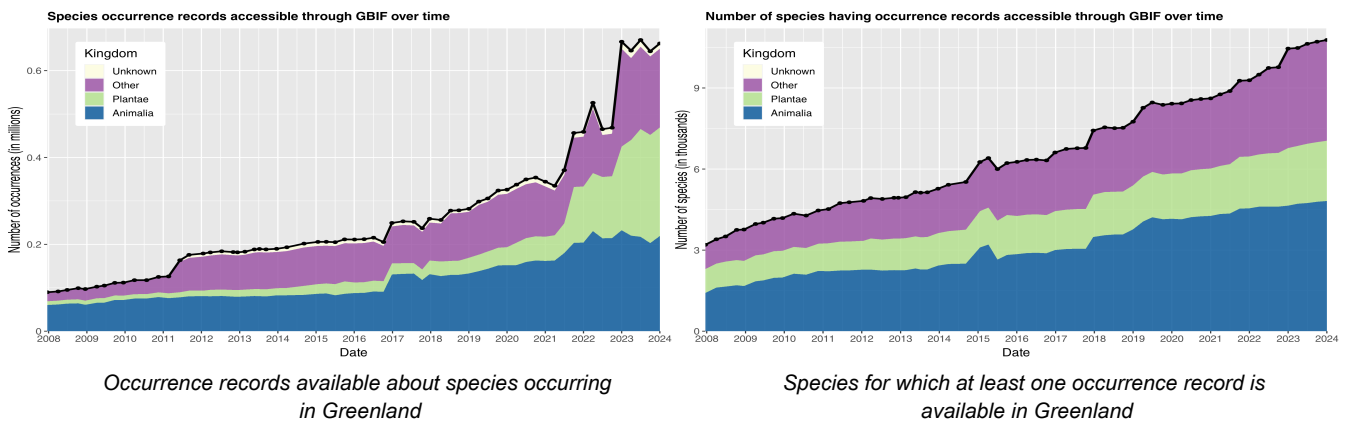 Species occurrence records accessible through GBIF over time
Number of occurrences (in millions)
0.6
0.4
0.2
0
Kingdom
Unknown
Other
Plantae
Animalia
2008 2009 2010 2011 2012 2013 2014 2015 2016 2017 2018 2019 2020 2021 2022 2023 2024
Date
Occurrence records available about species occurring
in Greenland
Number of species having occurrence records accessible through GBIF over time
Number of species (in thousands)
9
6
3
0
Kingdom
Unknown
Other
Plantae
Animalia
2008 2009 2010 2011 2012 2013 2014 2015 2016 2017 2018 2019 2020 2021 2022 2023 2024
Date
Species for which at least one occurrence record is
available in Greenland